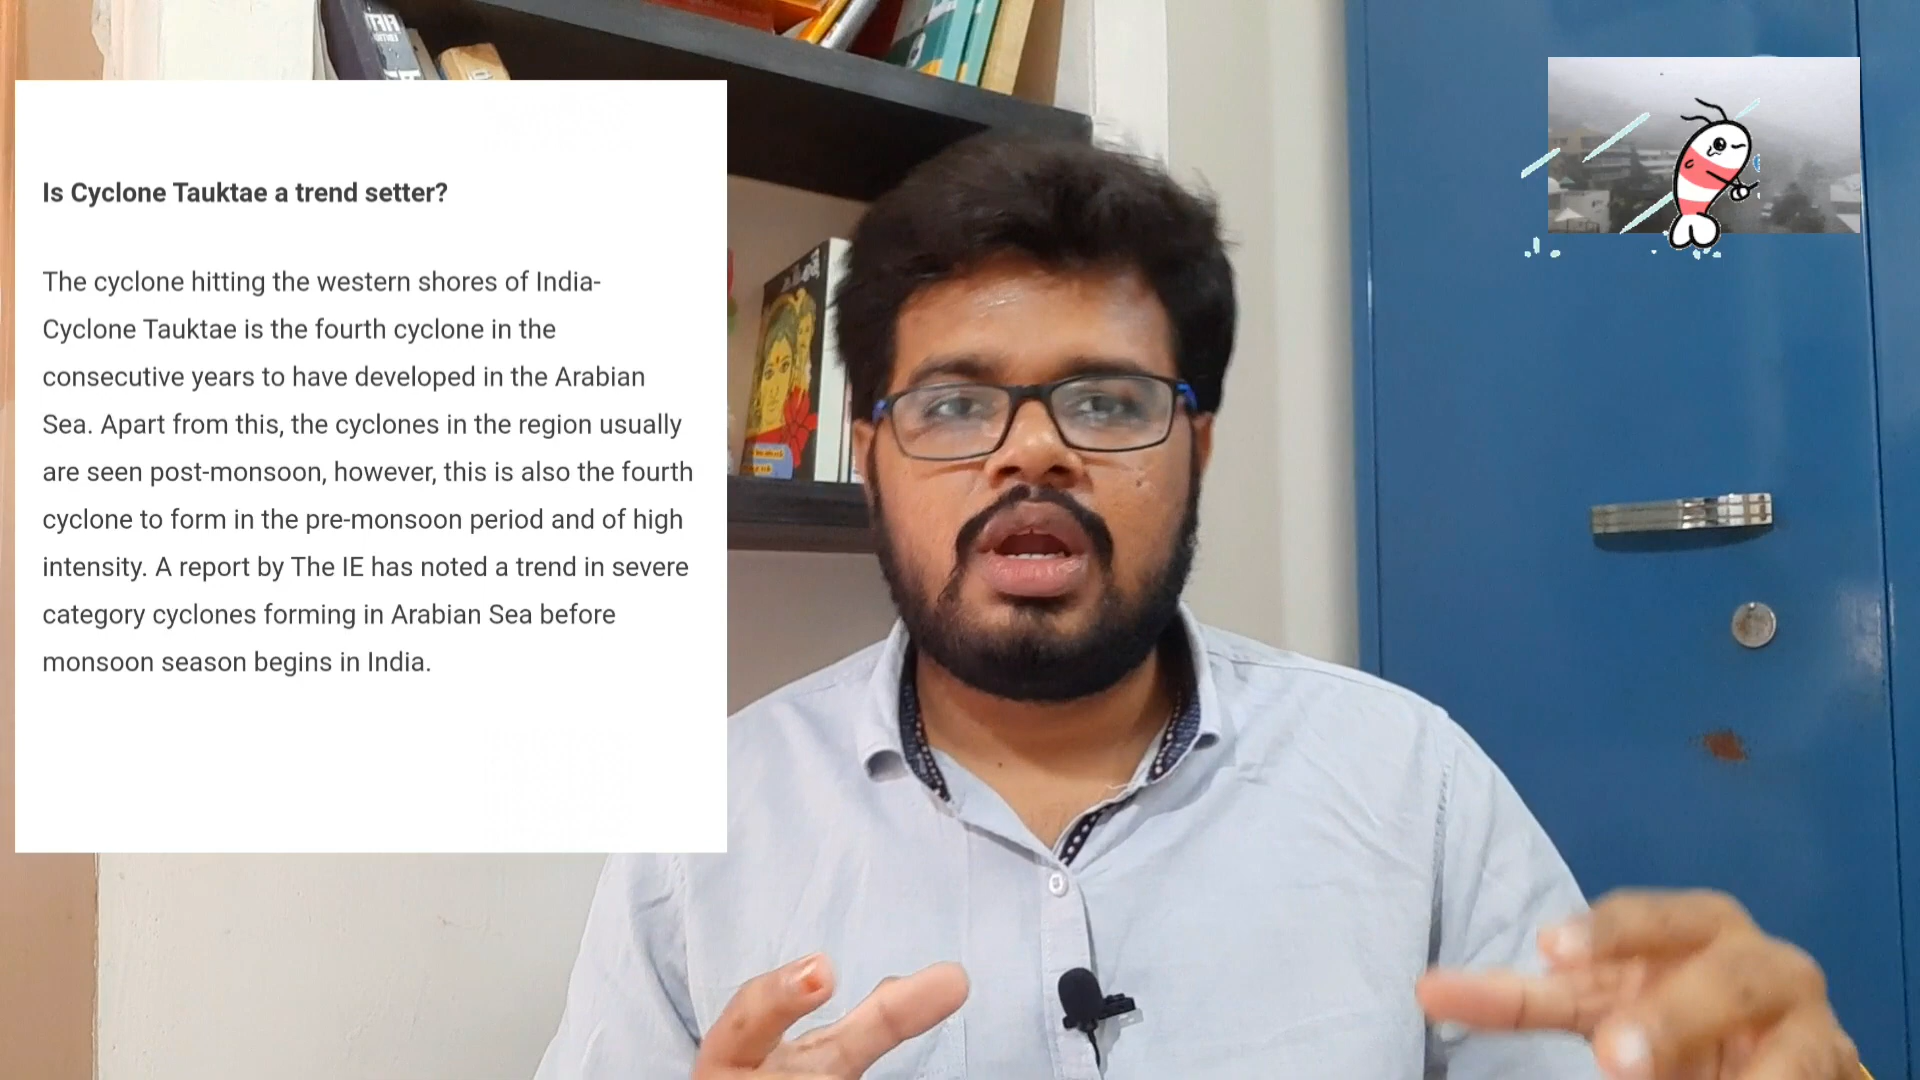 Is Cyclone Tauktae a trend setter?
The cyclone hitting the western shores of India-
Cyclone Tauktae is the fourth cyclone in the
consecutive years to have developed in the Arabian
Sea. Apart from this, the cyclones in the region usually
are seen post-monsoon, however, this is also the fourth
cyclone to form in the pre-monsoon period and of high
intensity. A report by The IE has noted a trend in severe
category cyclones forming in Arabian Sea before
monsoon season begins in India.